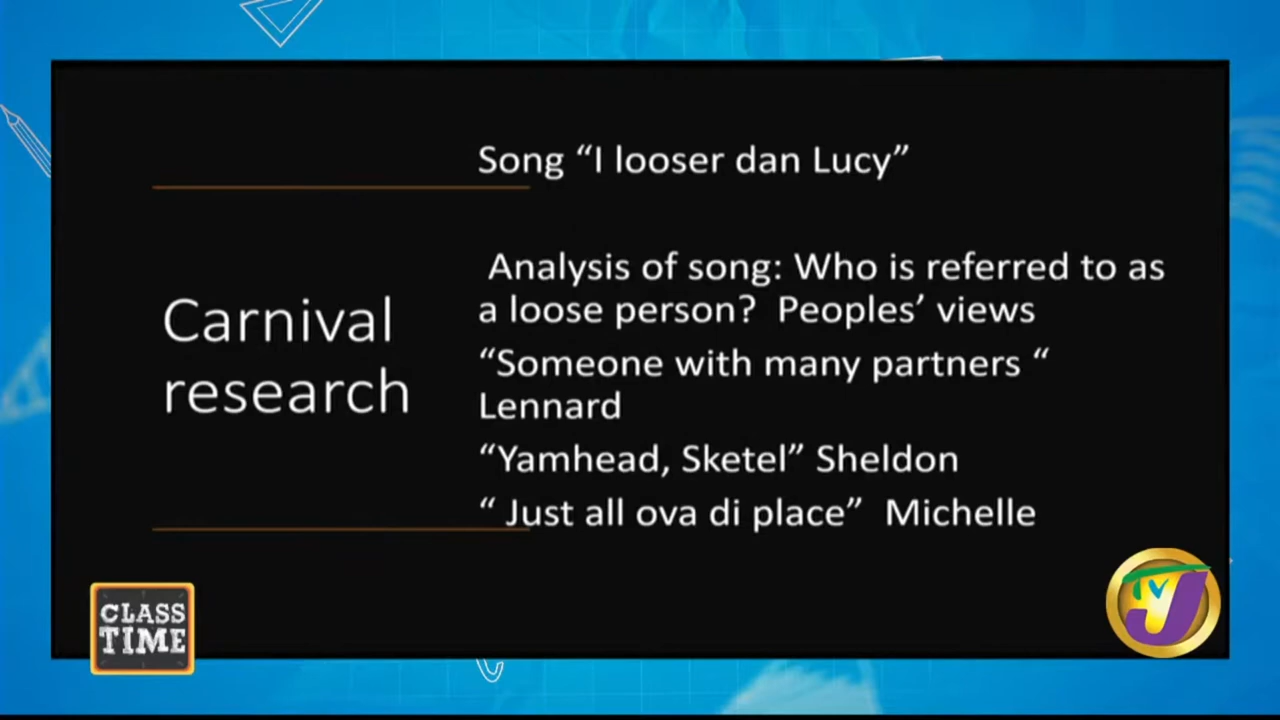 Song “I looser dan Lucy”
Carnival
research
Analysis of song: Who is referred to as
a loose person?  Peoples’ views
“Someone with many partners “
Lennard
“Yamhead, Sketel” Sheldon
“ Just all ova di place”  Michelle
CLASS
TIME
TVJ